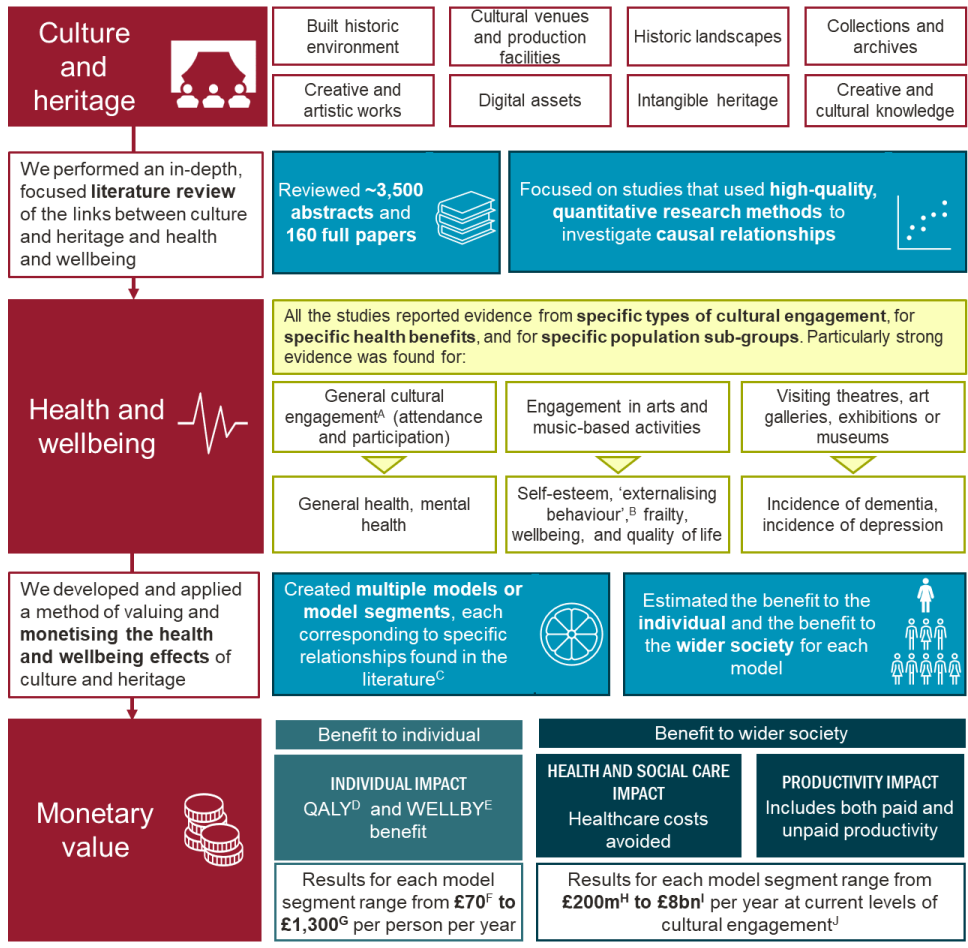 Culture
and
heritage
Built historic
environment
Cultural venues
and production
facilities
Historic landscapes
Collections and
archives
Creative and
artistic works
Digital assets
Intangible heritage
Creative and
cultural knowledge
We performed an in-depth,
focused literature review
of the links between culture
and heritage and health
and wellbeing
Reviewed ~3,500
abstracts and
160 full papers
Focused on studies that used high-quality,
quantitative research methods to
investigate causal relationships
Health and
wellbeing
All the studies reported evidence from specific types of cultural engagement, for
specific health benefits, and for specific population sub-groups. Particularly strong
evidence was found for:
General cultural
engagementA (attendance
and participation)
Engagement in arts and
music-based activities
Visiting theatres, art
galleries, exhibitions or
museums
General health, mental
health
Self-esteem, ‘externalising
behaviour’,B frailty,
wellbeing, and quality of life
Incidence of dementia,
incidence of depression
We developed and applied
a method of valuing and
monetising the health
and wellbeing effects of
culture and heritage
Created multiple models or
model segments, each
corresponding to specific
relationships found in the
literatureC
Estimated the benefit to the
individual and the benefit to
the wider society for each
model
Monetary
value
Benefit to individual
INDIVIDUAL IMPACT
QALYD and WELLBYE
benefit
Results for each model
segment range from £70F to
£1,300G per person per year
Benefit to wider society
HEALTH AND SOCIAL CARE
IMPACT
Healthcare costs
avoided
PRODUCTIVITY IMPACT
Includes both paid and
unpaid productivity
Results for each model segment range from
£200mH to £8bnI per year at current levels of
cultural engagementJ